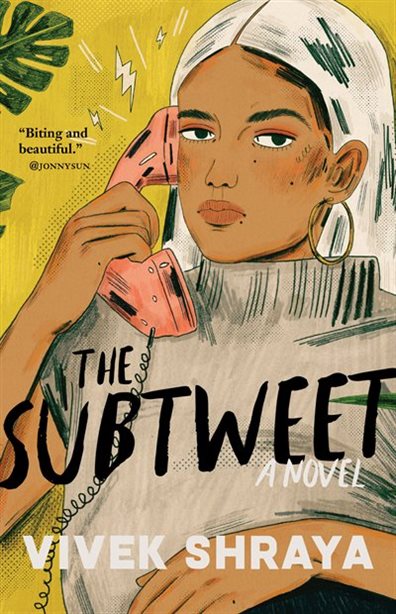 “Biting and
beautiful.”
@JONNYSUN
THE
SUBTWEET
A NOVEL
VIVEK SHRAYA